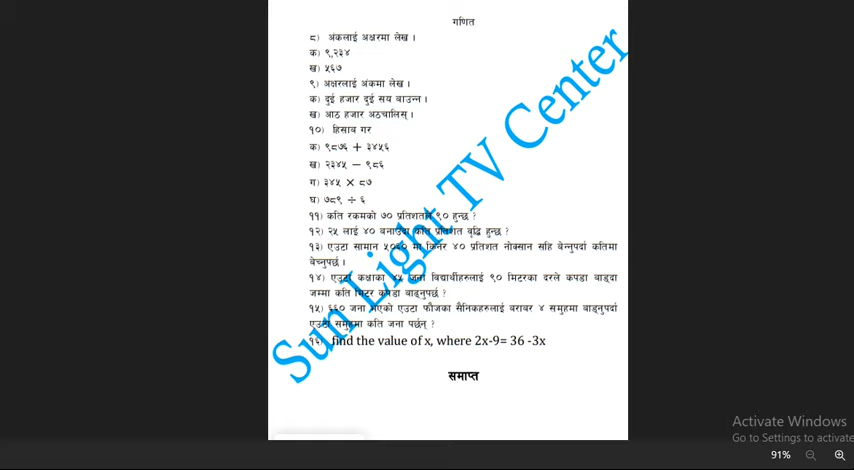 गणित
८) अंकलाई अक्षरमा लेख ।
क) ९,२३४
ख) ५६७
९) अक्षरलाई अंकमा लेख ।
क) दुई हजार दुई सय बाउन्न ।
ख) आठ हजार अठचालिस् ।
१०) हिसाब गर
क) ९८७६ + ३४५६
ख) २३४५ – ९८६
ग) ३४५ × ८७
घ) ७८९ ÷ ६
११) कति रकमको ७० प्रतिशतले ९० हुन्छ ?
१२) २५ लाई ४० बनाउँदा कति प्रतिशत वृद्धि हुन्छ ?
१३) एउटा सामान ५०६० मा किनेर ४० प्रतिशत नोक्सान सहि बेच्नुपर्दा कतिमा
बेच्नुपर्छ ।
१४) एउटा कक्षाका ४५ जना विद्यार्थीहरुलाई ९० मिटरका दरले कपडा बाड्दा
जम्मा कति मिटर कपडा बाड्नुपर्छ ?
१५) ६६० जना भएको एउटा फौजका सैनिकहरुलाई बराबर ४ समुहमा बाड्नुपर्दा
एउटा समुहमा कति जना पर्छन् ?
१६) find the value of x, where 2x-9= 36 -3x
समाप्त
Sun Light TV Center
Activate Windows
Go to Settings to activate
91%